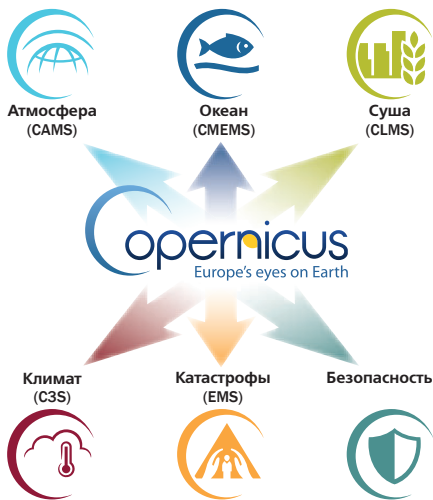 Атмосфера
(CAMS)
Океан
(CMEMS)
Суша
(CLMS)
Copernicus
Europe's eyes on Earth
Климат
(C3S)
Катастрофы
(EMS)
Безопасность